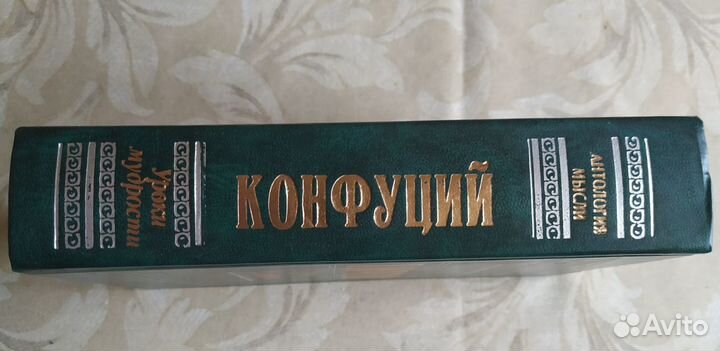 АНТОЛОГИЯ
МЫСЛИ
КОНФУЦИЙ
Уроки
мудрости
Avito